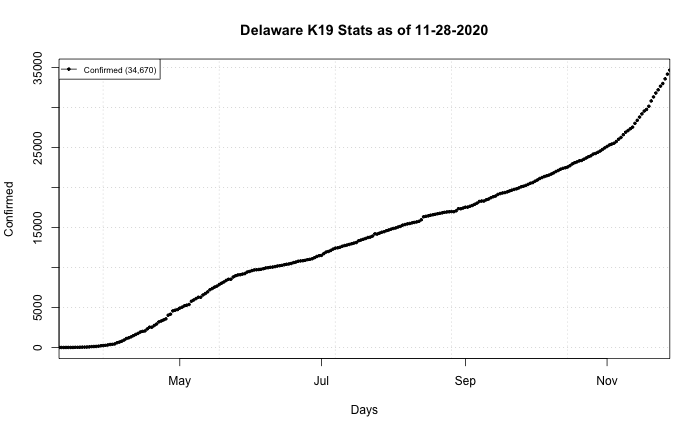 Delaware K19 Stats as of 11-28-2020
Confirmed (34,670)
35000
25000
15000
5000
0
Confirmed
May Jul Sep Nov
Days